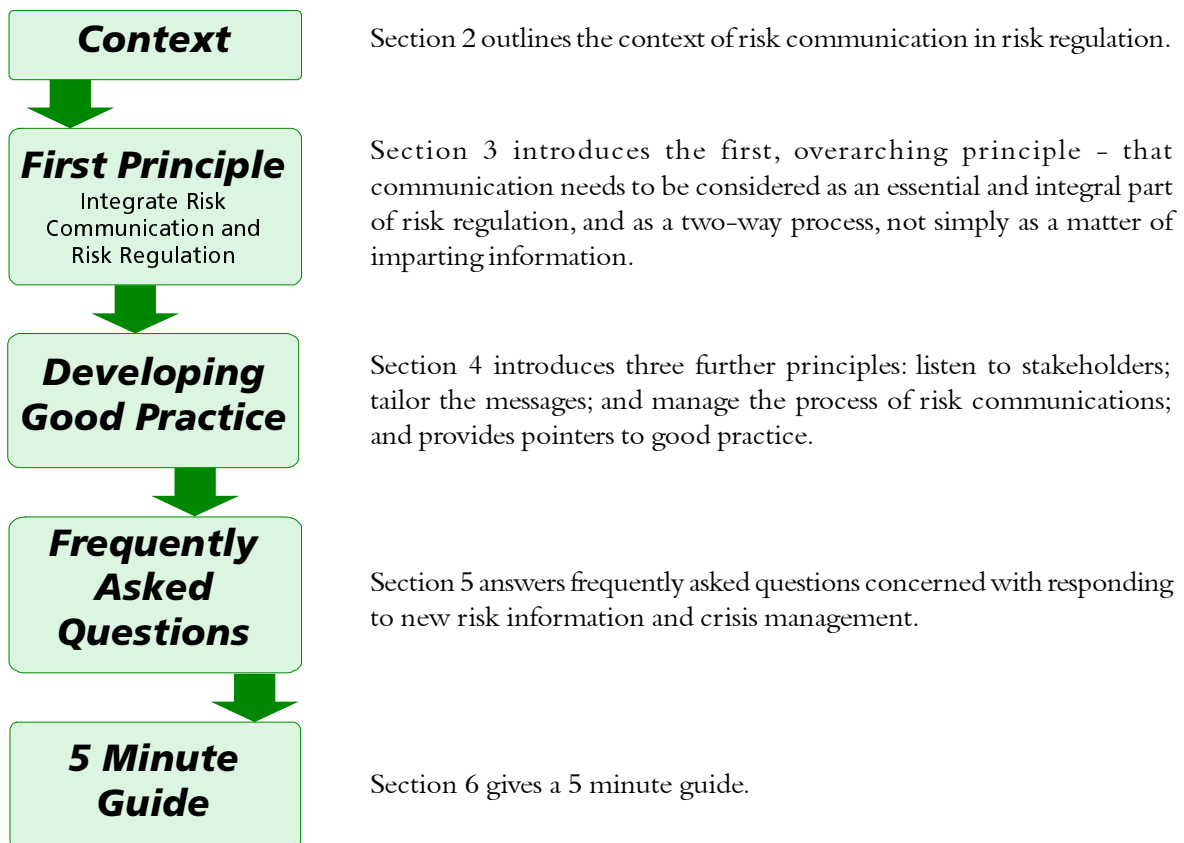 Context
Section 2 outlines the context of risk communication in risk regulation.
First Principle
Integrate Risk
Communication and
Risk Regulation
Section 3 introduces the first, overarching principle - that
communication needs to be considered as an essential and integral part
of risk regulation, and as a two-way process, not simply as a matter of
imparting information.
Developing
Good Practice
Section 4 introduces three further principles: listen to stakeholders;
tailor the messages; and manage the process of risk communications;
and provides pointers to good practice.
Frequently
Asked
Questions
Section 5 answers frequently asked questions concerned with responding
to new risk information and crisis management.
5 Minute
Guide
Section 6 gives a 5 minute guide.